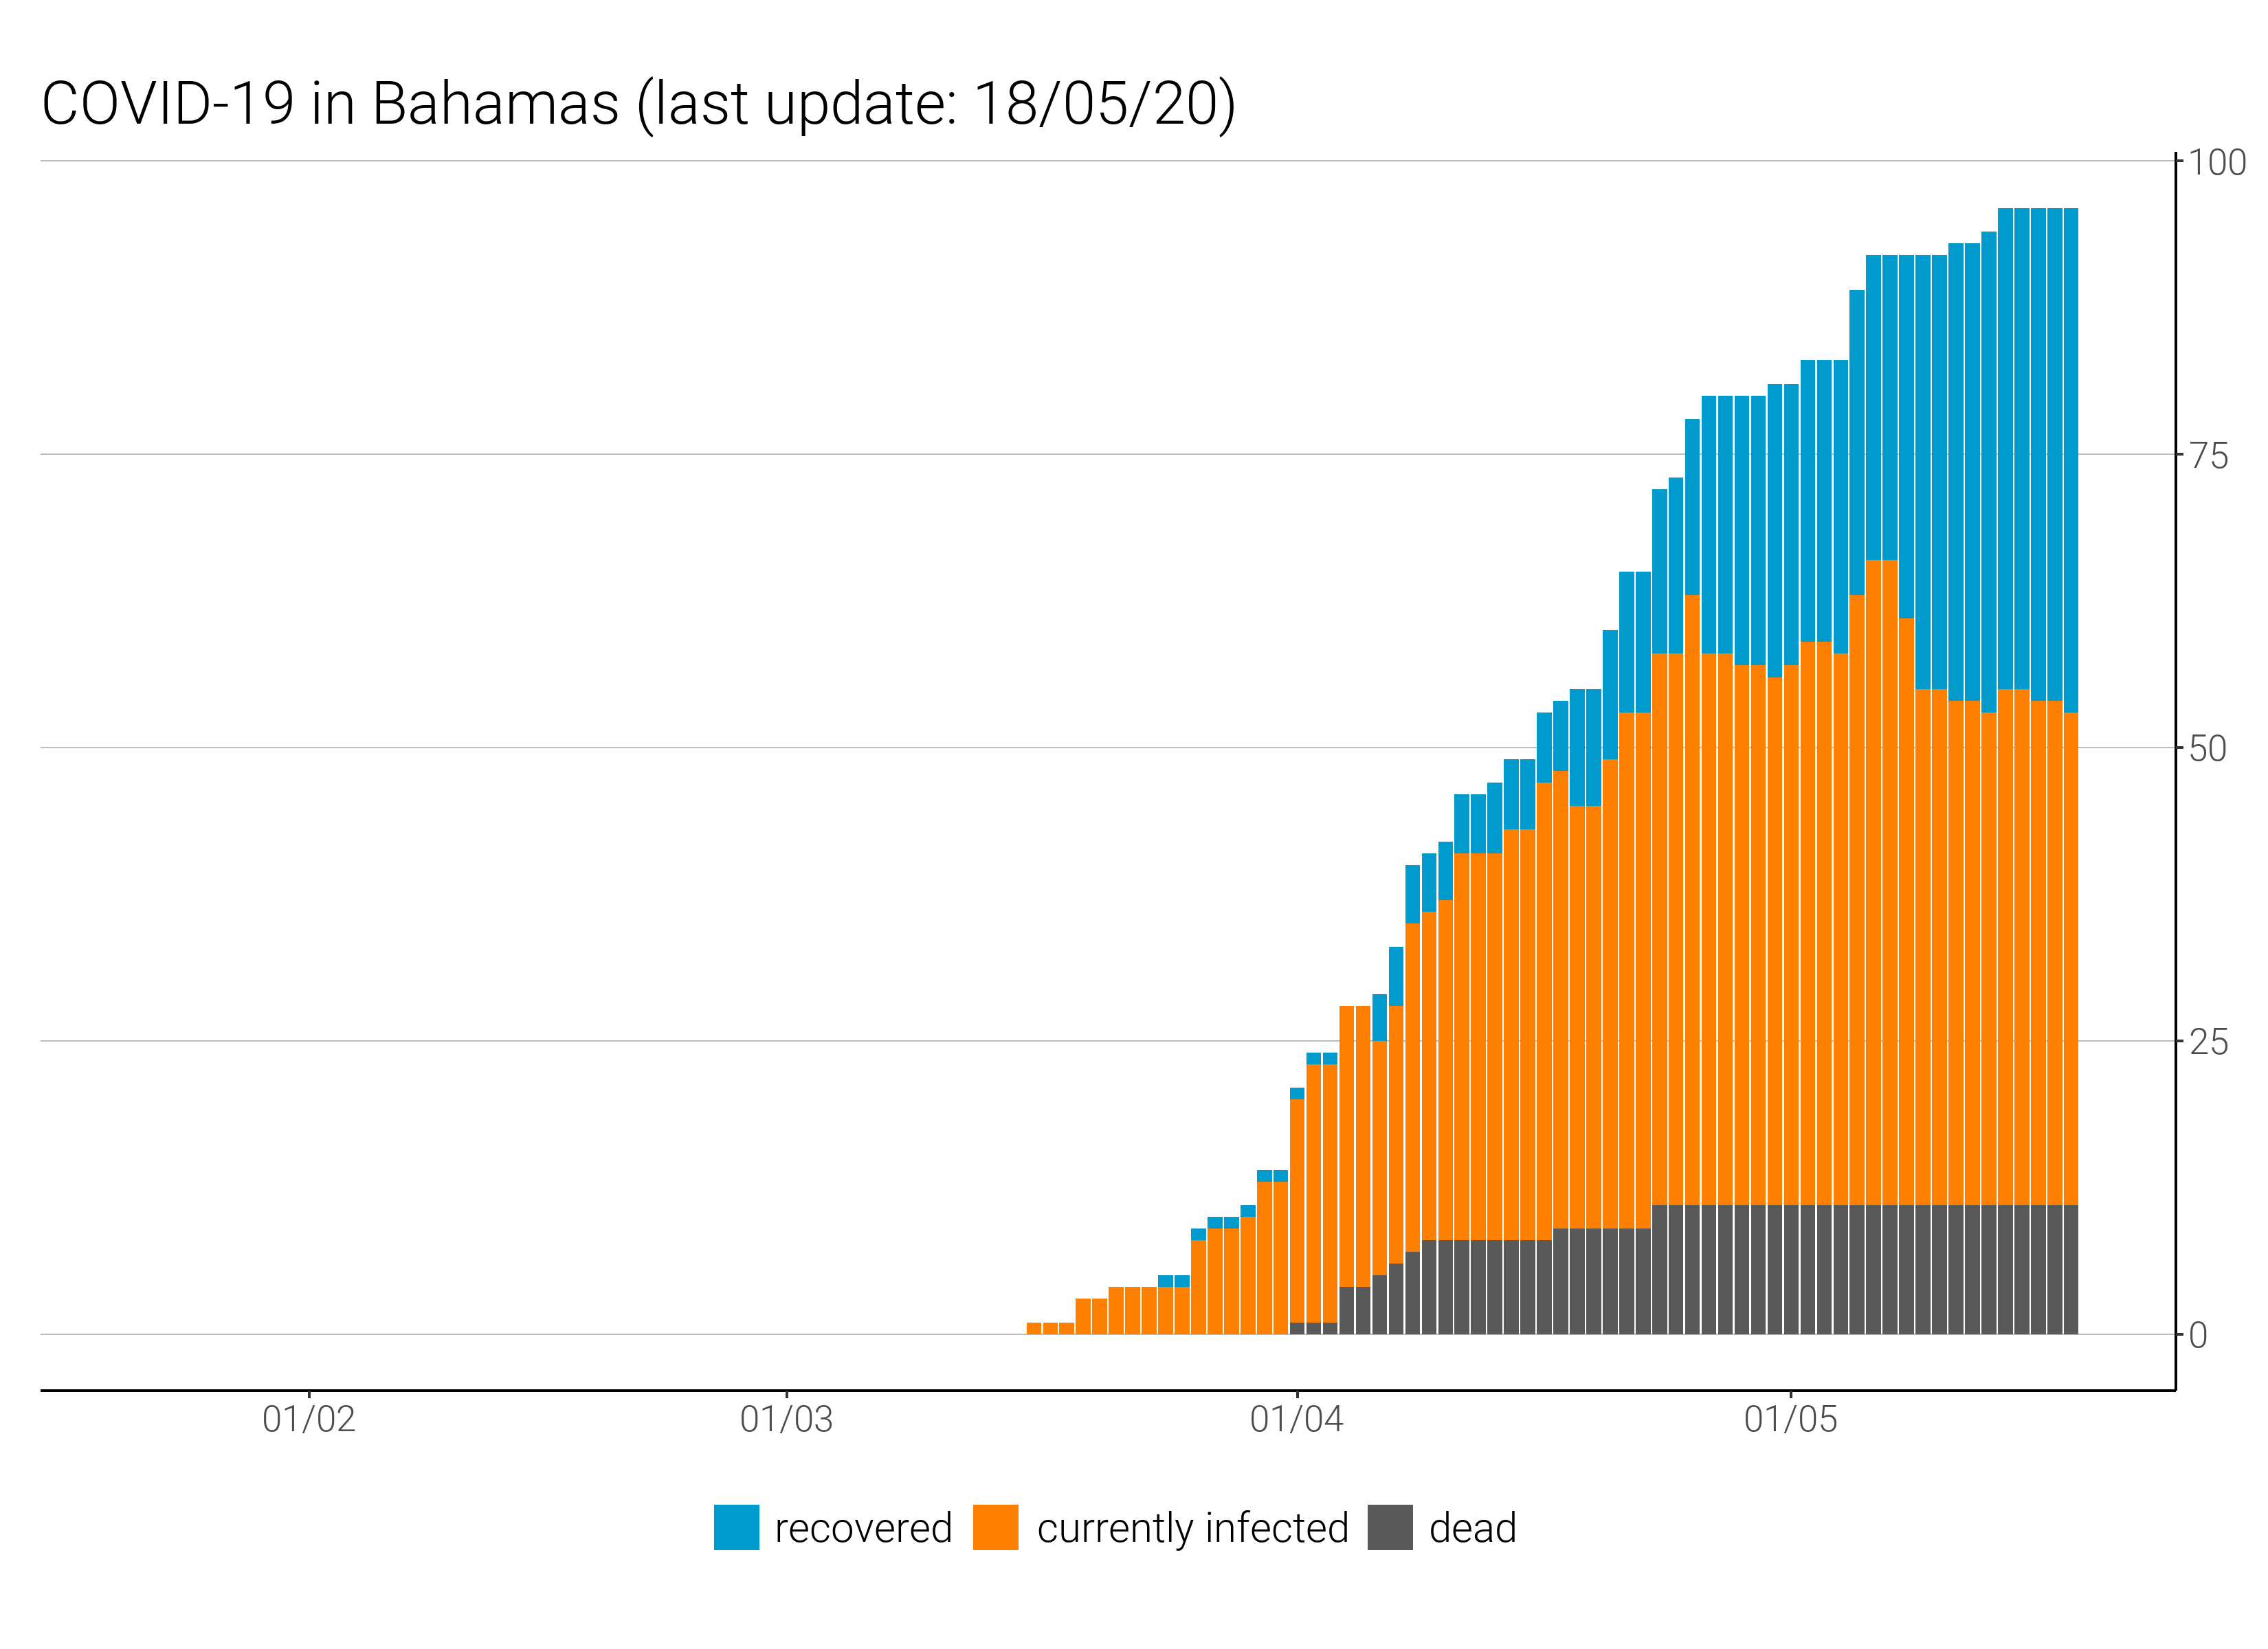 COVID-19 in Bahamas (last update: 18/05/20)
100
75
50
25
0
01/02 01/03 01/04 01/05
recovered currently infected dead